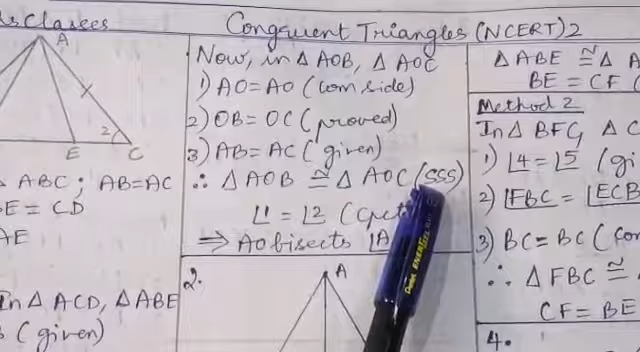 Classes
Congruent Triangles (NCERT) 2
A
E
2
C
ABC ; AB=AC
E = CD
AE
In Δ ACD, Δ ABE
(given)
Now, in Δ AOB, Δ AOC
1) AO = AO (com side)
2) OB = OC (proved)
3) AB = AC (given)
∴ Δ AOB ≅ Δ AOC (SSS)
∠1 = ∠2 (cpct
⇒ AO bisects ∠A
2.
A
Δ ABE ≅ Δ A
BE = CF (
Method 2
In Δ BFC, Δ C
1) ∠4 = ∠5 (gi
2) ∠FBC = ∠ECB
3) BC = BC (com
∴ Δ FBC ≅
CF = BE
4.